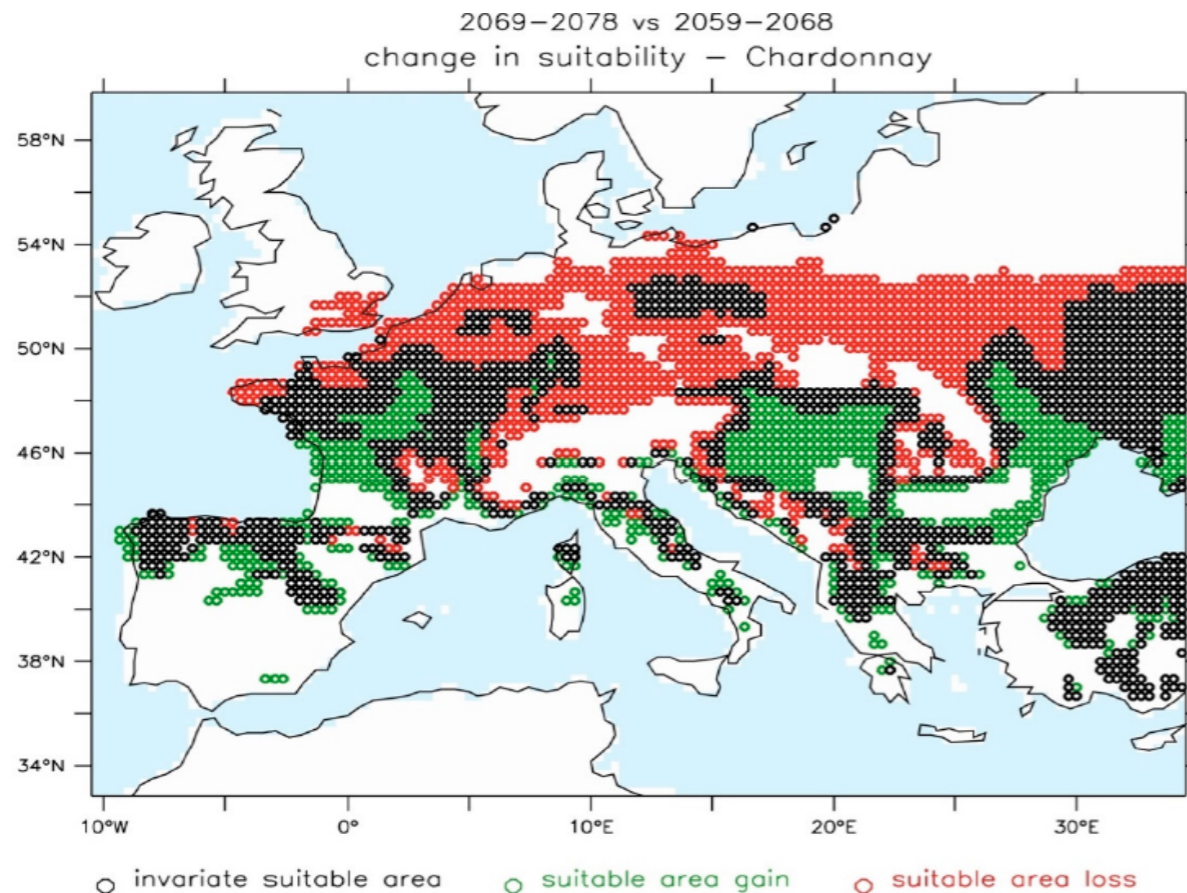 2069-2078 vs 2059-2068
change in suitability - Chardonnay
58°N
54°N
50°N
46°N
42°N
38°N
34°N
10°W 0° 10°E 20°E 30°E
invariate suitable area suitable area gain suitable area loss